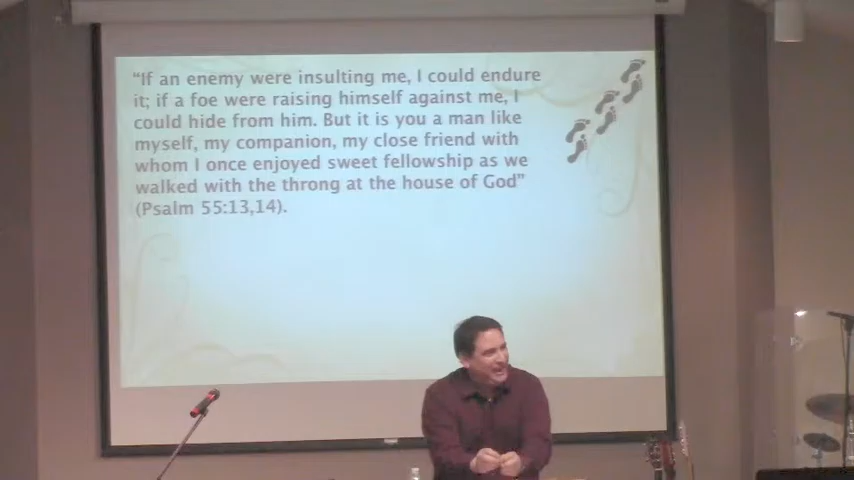 “If an enemy were insulting me, I could endure
it; if a foe were raising himself against me, I
could hide from him. But it is you a man like
myself, my companion, my close friend with
whom I once enjoyed sweet fellowship as we
walked with the throng at the house of God”
(Psalm 55:13,14).